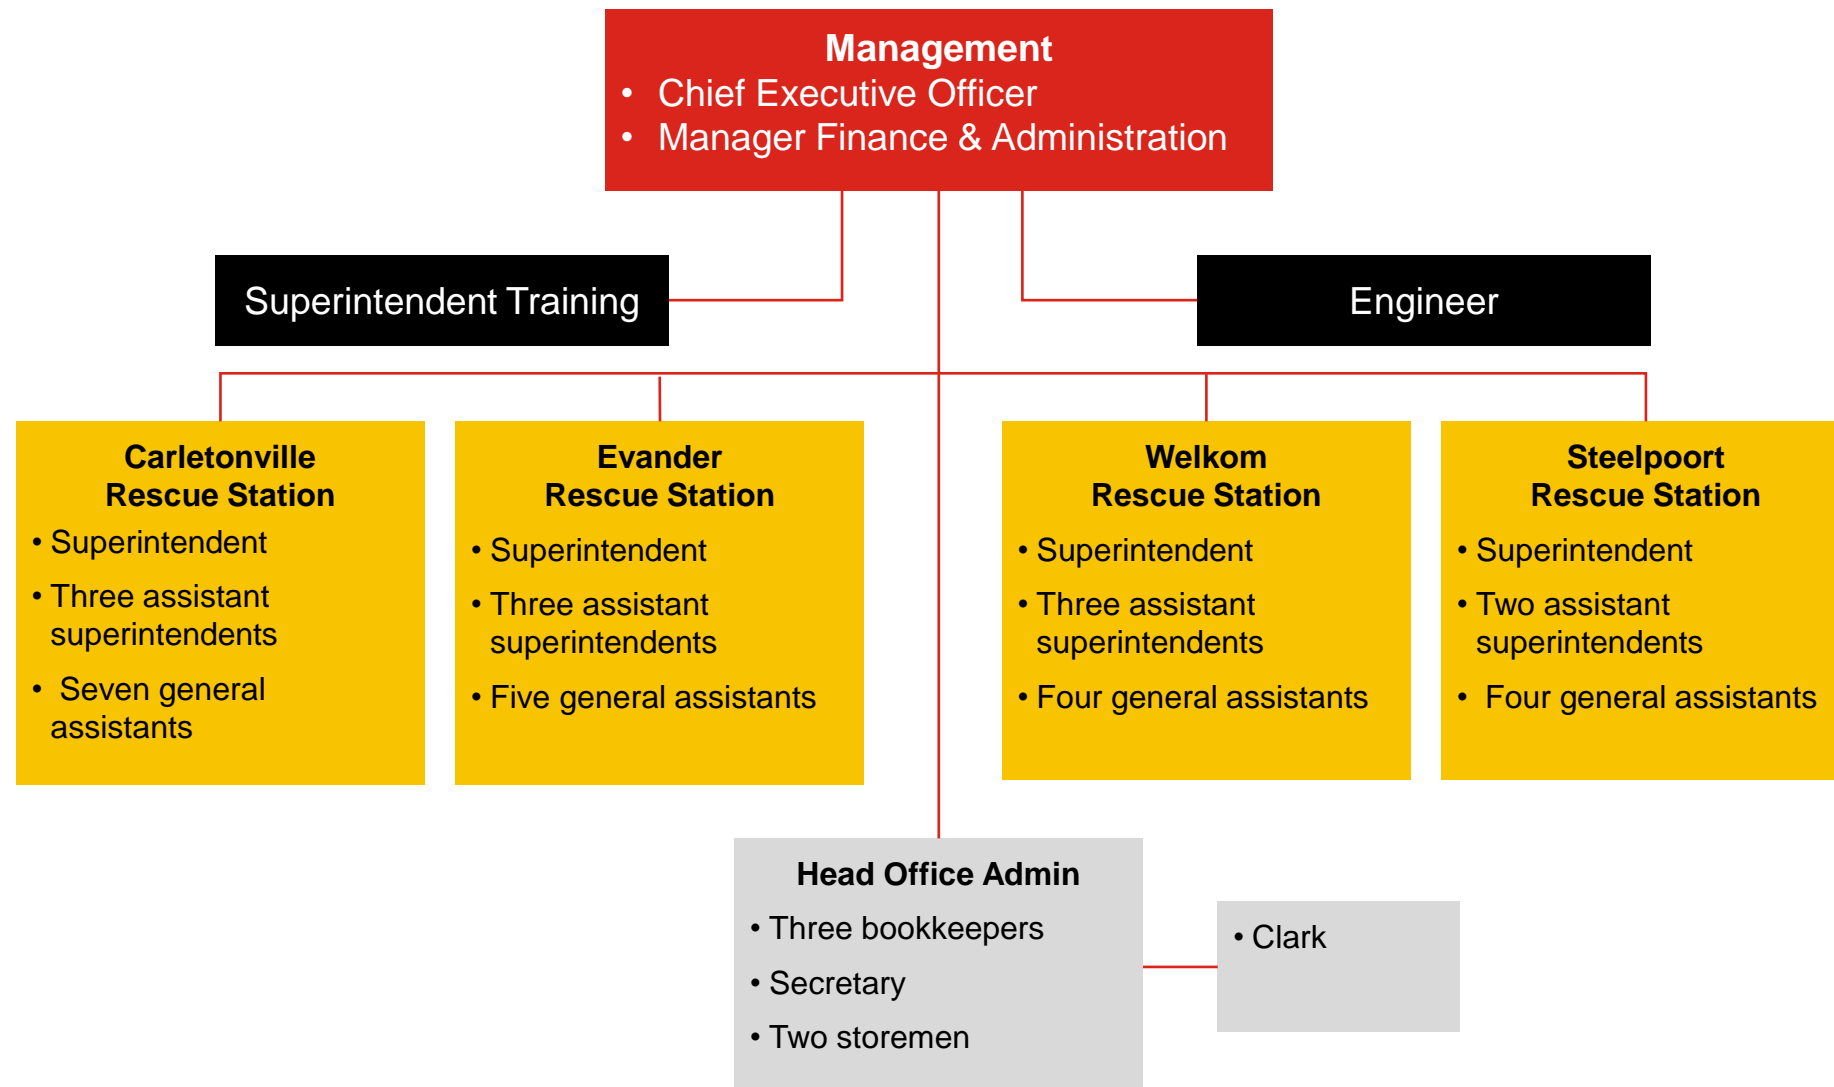 Management
• Chief Executive Officer
• Manager Finance & Administration
Superintendent Training
Engineer
Carletonville
Rescue Station
• Superintendent
• Three assistant
superintendents
• Seven general
assistants
Evander
Rescue Station
• Superintendent
• Three assistant
superintendents
• Five general assistants
Welkom
Rescue Station
• Superintendent
• Three assistant
superintendents
• Four general assistants
Steelpoort
Rescue Station
• Superintendent
• Two assistant
superintendents
• Four general assistants
Head Office Admin
• Three bookkeepers
• Secretary
• Two storemen
• Clark